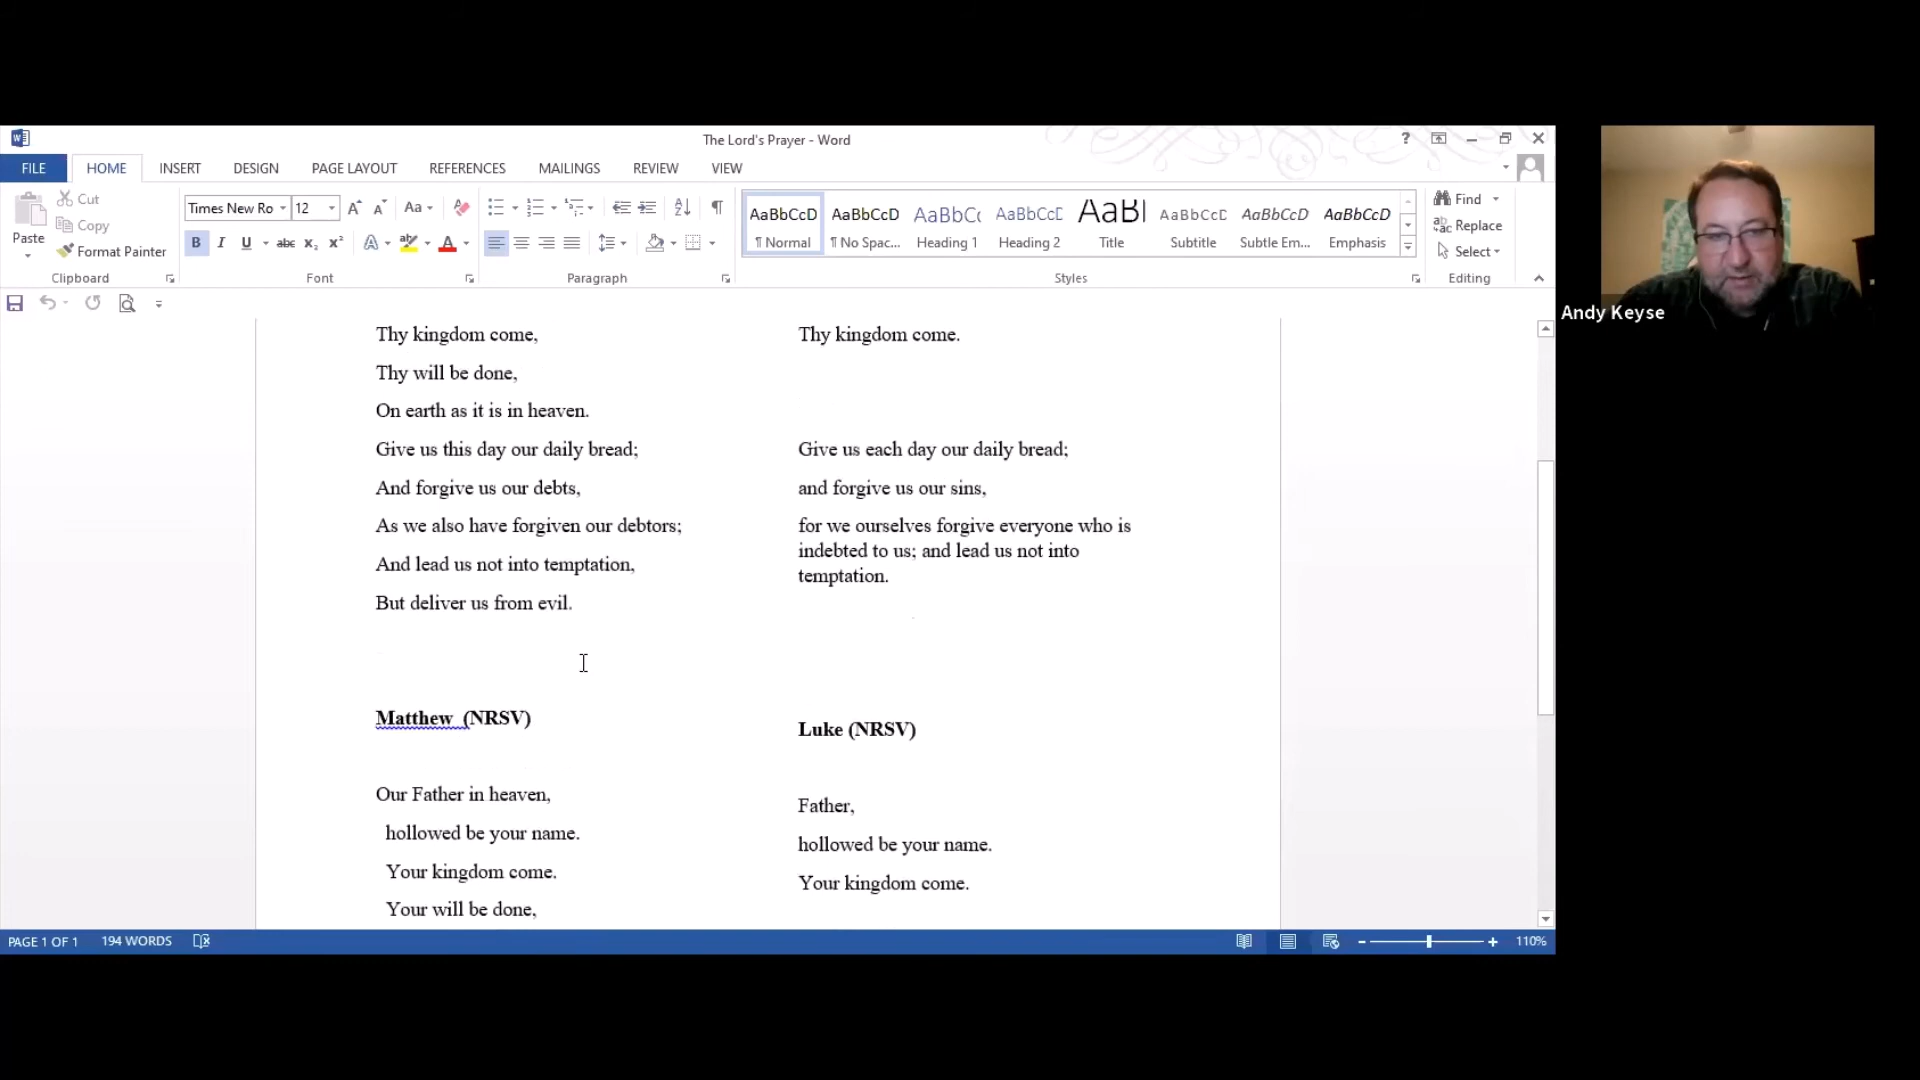 The Lord's Prayer - Word
?
FILE HOME INSERT DESIGN PAGE LAYOUT REFERENCES MAILINGS REVIEW VIEW
Paste
Cut
Copy
Format Painter
Clipboard
Times New Ro 12
Aa
B I U abc x₂ x² A ab A
Font
Paragraph
AaBbCcD AaBbCcD AaBbCc AaBbCcD AaBl AaBbCcD AaBbCcD AaBbCcD
¶ Normal ¶ No Spac... Heading 1 Heading 2 Title Subtitle Subtle Em... Emphasis
Styles
Find
Replace
Select
Editing
Andy Keyse
Thy kingdom come,
Thy will be done,
On earth as it is in heaven.
Give us this day our daily bread;
And forgive us our debts,
As we also have forgiven our debtors;
And lead us not into temptation,
But deliver us from evil.
Thy kingdom come.
Give us each day our daily bread;
and forgive us our sins,
for we ourselves forgive everyone who is
indebted to us; and lead us not into
temptation.
Matthew (NRSV)
Our Father in heaven,
hollowed be your name.
Your kingdom come.
Your will be done,
Luke (NRSV)
Father,
hollowed be your name.
Your kingdom come.
PAGE 1 OF 1 194 WORDS
110%